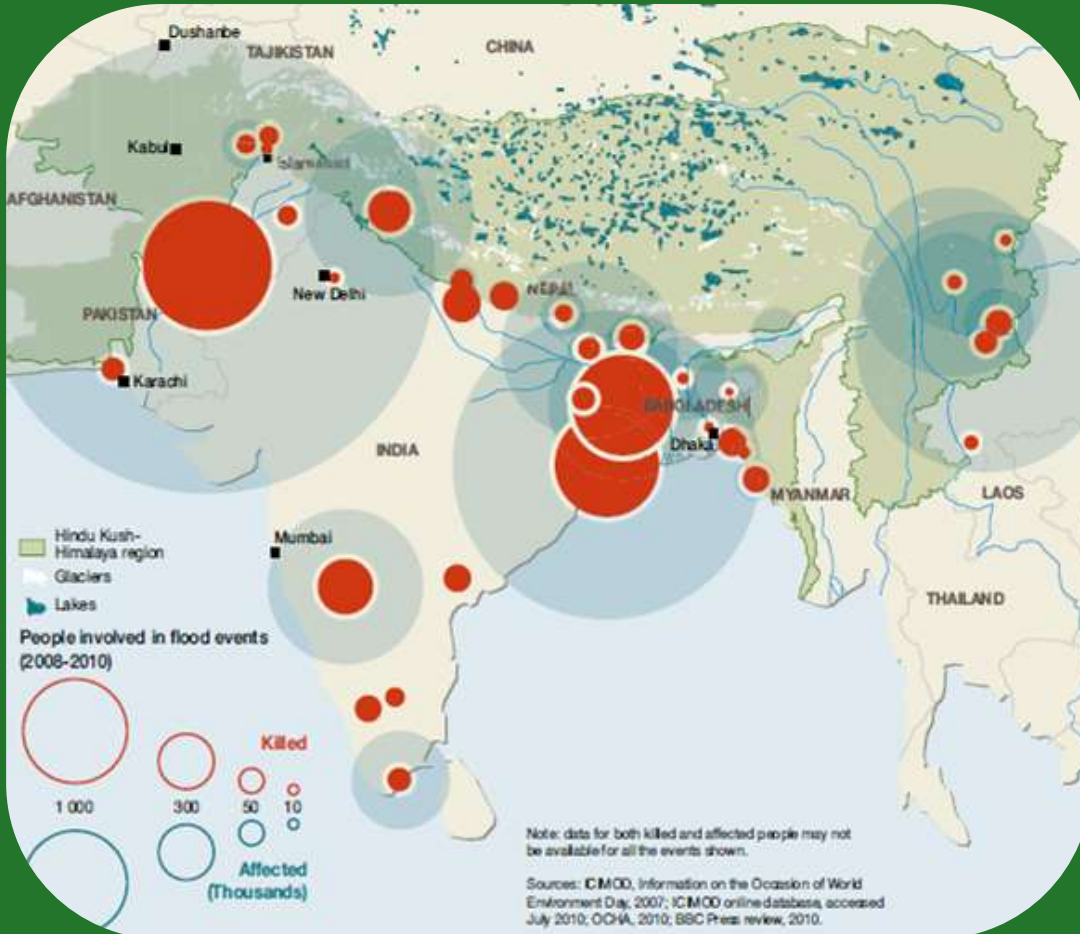 Dushanbe
TAJIKISTAN
CHINA
Kabul
Islamabad
AFGHANISTAN
New Delhi
NEPAL
PAKISTAN
Karachi
BANGLADESH
Dhaka
INDIA
MYANMAR
LAOS
Mumbai
THAILAND
Hindu Kush-
Himalaya region
Glaciers
Lakes
People involved in flood events
(2008-2010)
Killed
1 000
300
50
10
Affected
(Thousands)
Note: data for both killed and affected people may not
be available for all the events shown.
Sources: ICIMOD, Information on the Occasion of World
Environment Day, 2007; ICIMOD online database, accessed
July 2010; OCHA, 2010; BBC Press review, 2010.